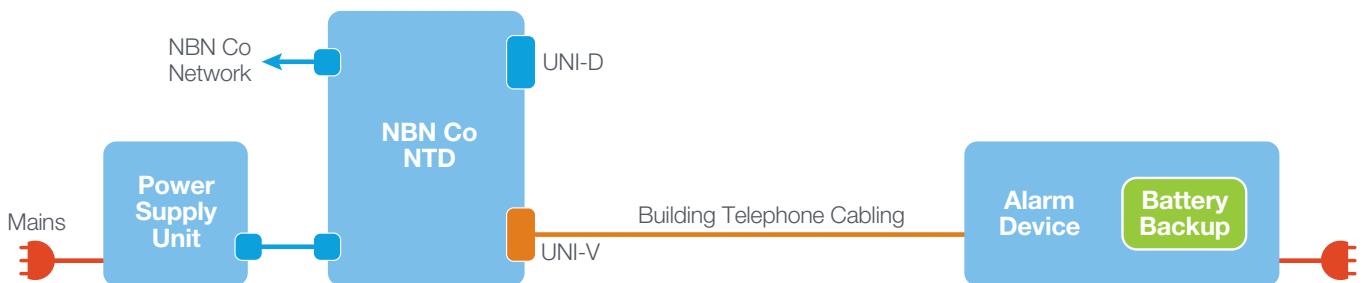 NBN Co
Network
UNI-D
NBN Co
NTD
Power
Supply
Unit
Mains
Building Telephone Cabling
UNI-V
Alarm
Device
Battery
Backup